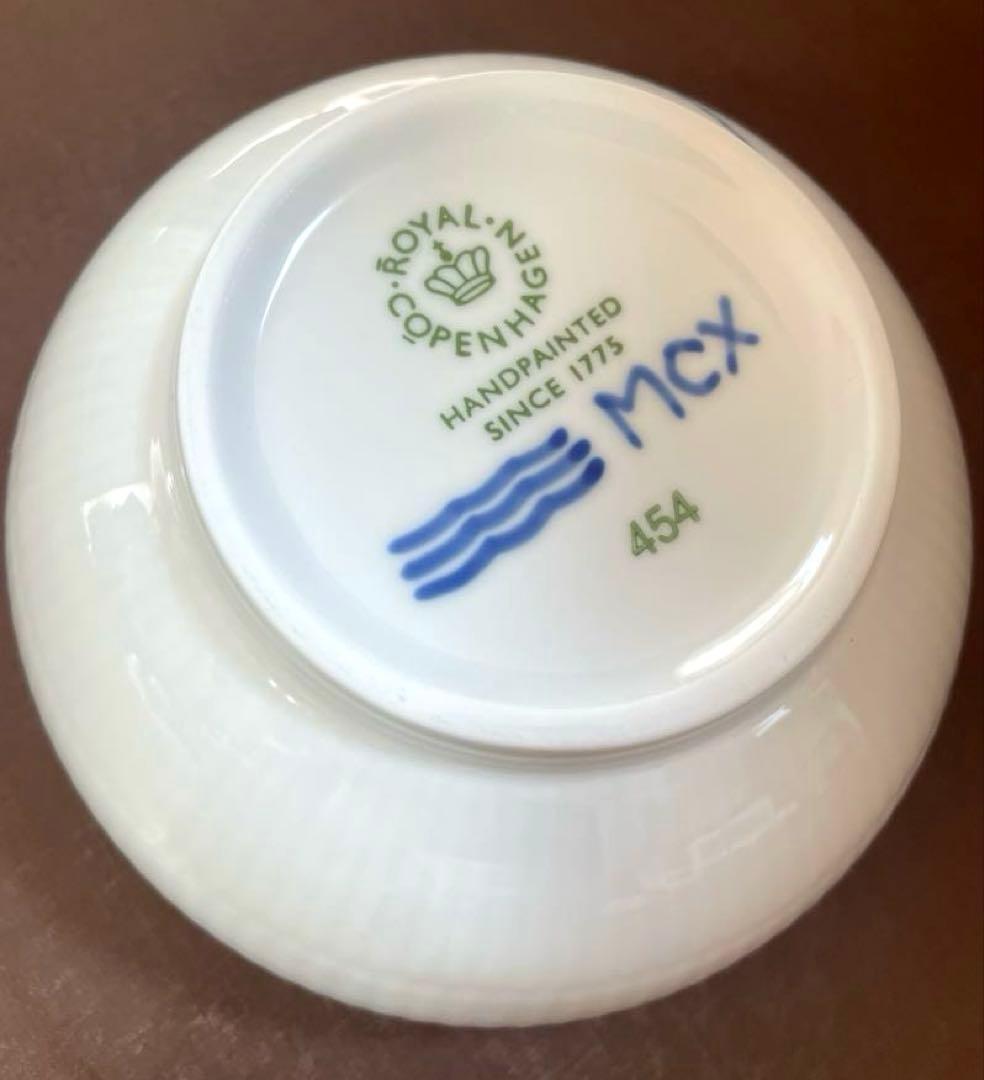 ROYAL · COPENHAGEN ·
HANDPAINTED
SINCE 1775
MCX
454